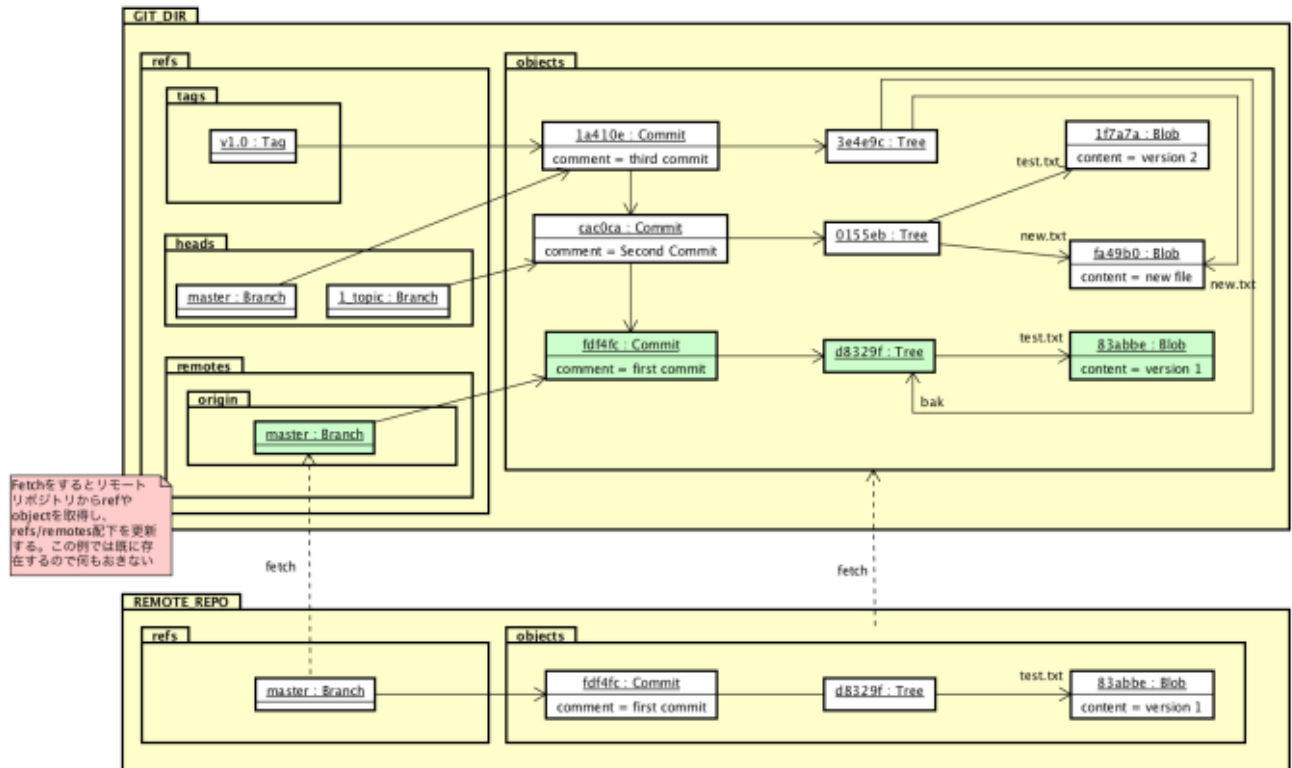 GIT_DIR
refs
objects
tags
v1.0 : Tag
1a410e : Commit
comment = third commit
3e4e9c : Tree
1f7a7a : Blob
content = version 2
test.txt
cac0ca : Commit
comment = Second Commit
0155eb : Tree
new.txt
fa49b0 : Blob
content = new file
new.txt
heads
master : Branch
1_topic : Branch
fdf4fc : Commit
comment = first commit
d8329f : Tree
test.txt
83abbe : Blob
content = version 1
bak
remotes
origin
master : Branch
Fetchをするとリモート
リポジトリからrefや
objectを取得し、
refs/remotes配下を更新
する。この例では既に存
在するので何もおきない
fetch
fetch
REMOTE_REPO
refs
objects
master : Branch
fdf4fc : Commit
comment = first commit
d8329f : Tree
test.txt
83abbe : Blob
content = version 1